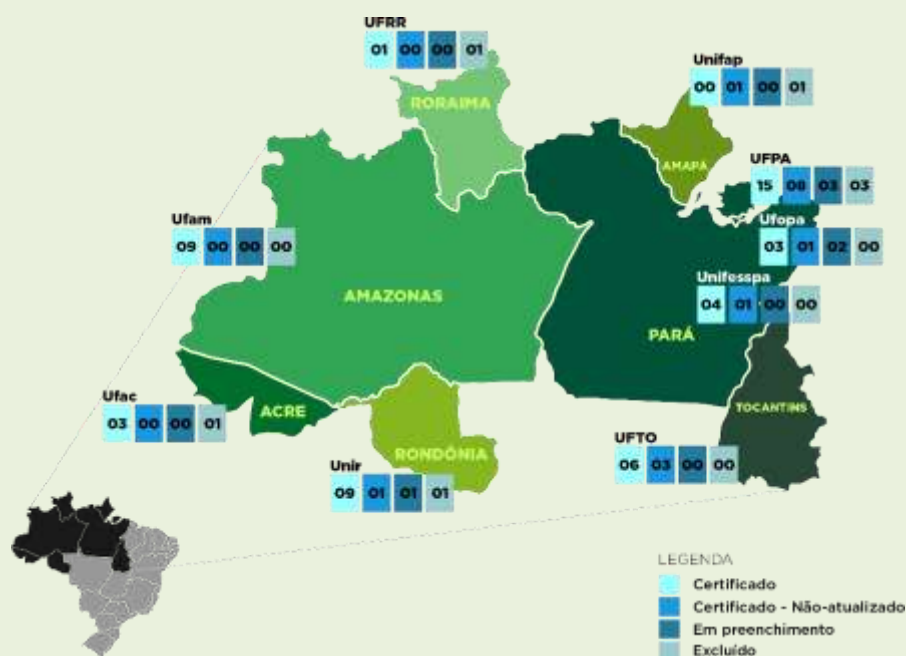 UFRR
01 00 00 01
RORAIMA
Unifap
00 01 00 01
AMAPÁ
UFPA
15 08 03 03
Ufopa
03 01 02 00
Unifesspa
04 01 00 00
Ufam
09 00 00 00
AMAZONAS
PARÁ
Ufac
03 00 00 01
ACRE
TOCANTINS
UFTO
06 03 00 00
RONDÔNIA
Unir
09 01 01 01
LEGENDA
Certificado
Certificado - Não-atualizado
Em preenchimento
Excluído